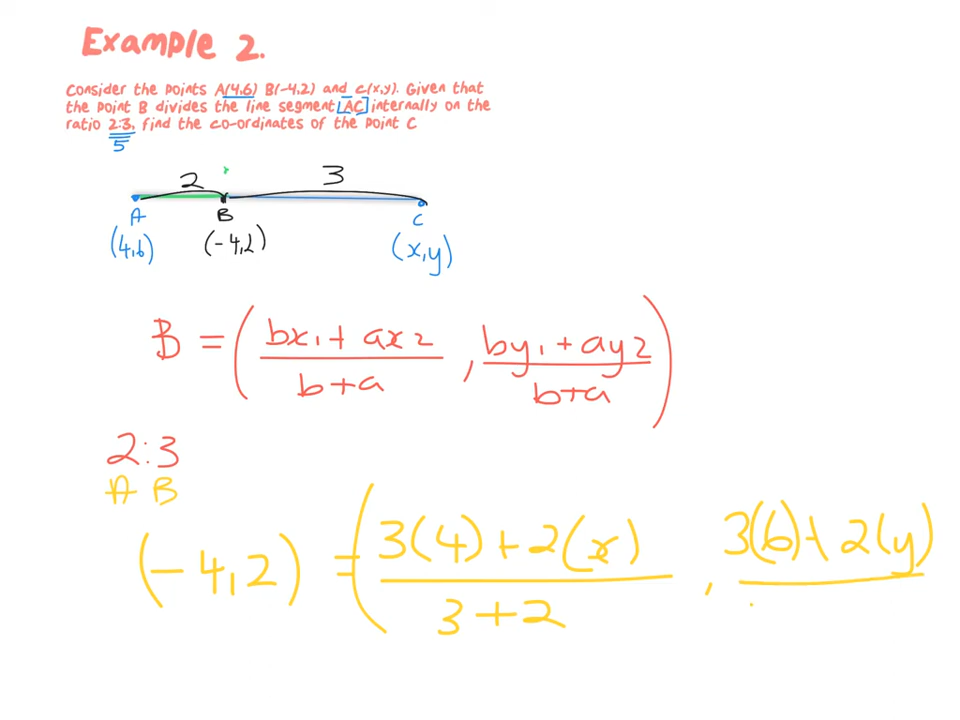 Example 2.
Consider the points A(4,6) B(-4,2) and C(x,y). Given that
the point B divides the line segment [AC] internally on the
ratio 2:3, find the co-ordinates of the point C
5
2 3
A B C
(4,6) (-4,2) (x,y)
B = (bx1 + ax2 / b+a , by1 + ay2 / b+a)
2:3
A B
(-4,2) = (3(4) + 2(x) / 3+2 , 3(6) + 2(y)